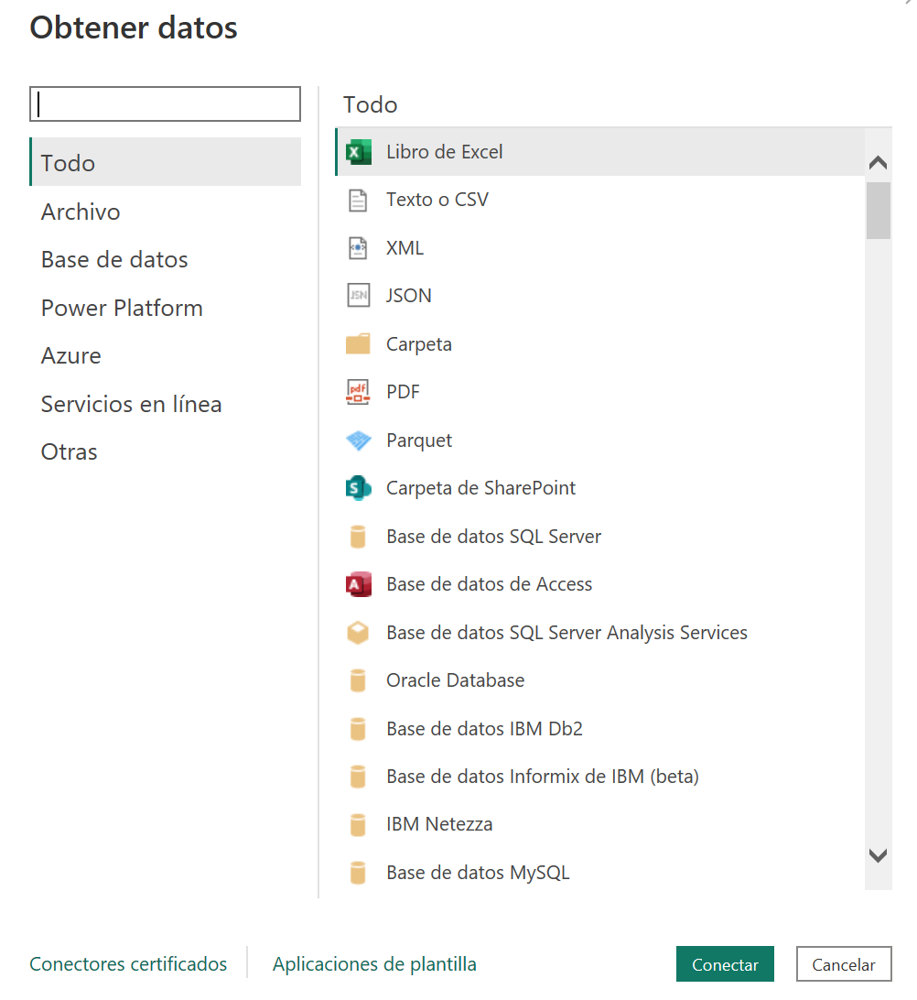 Obtener datos
Todo
Archivo
Base de datos
Power Platform
Azure
Servicios en línea
Otras
Todo
Libro de Excel
Texto o CSV
XML
JSON
Carpeta
PDF
Parquet
Carpeta de SharePoint
Base de datos SQL Server
Base de datos de Access
Base de datos SQL Server Analysis Services
Oracle Database
Base de datos IBM Db2
Base de datos Informix de IBM (beta)
IBM Netezza
Base de datos MySQL
Conectores certificados
Aplicaciones de plantilla
Conectar
Cancelar